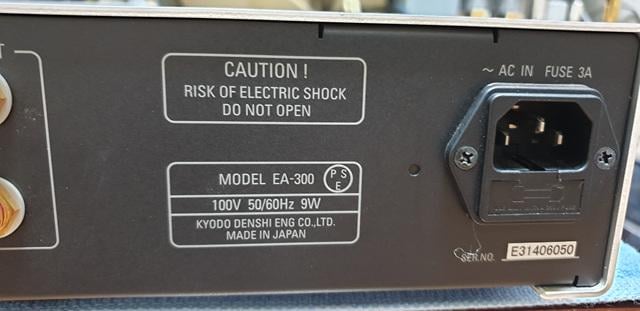 T
CAUTION !
RISK OF ELECTRIC SHOCK
DO NOT OPEN
~ AC IN FUSE 3A
MODEL EA-300 PS
E
100V 50/60Hz 9W
KYODO DENSHI ENG CO.,LTD.
MADE IN JAPAN
SER.NO. E31406050